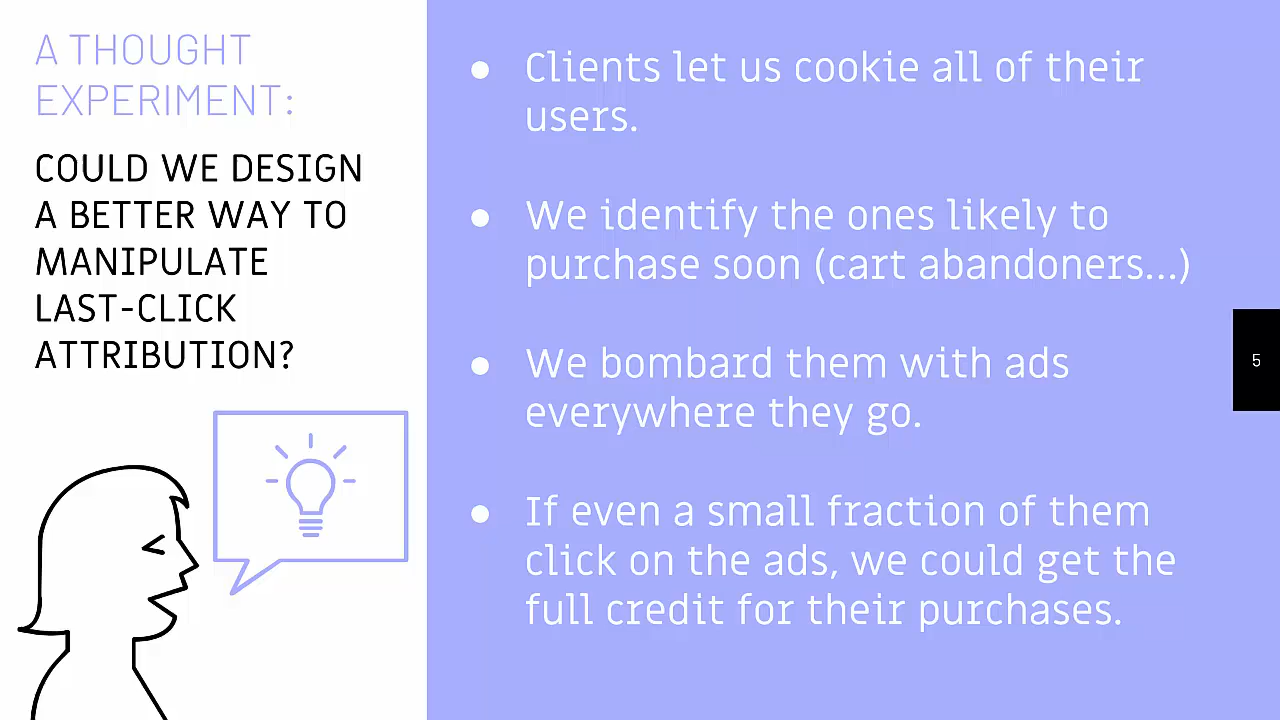 A THOUGHT
EXPERIMENT:
COULD WE DESIGN
A BETTER WAY TO
MANIPULATE
LAST-CLICK
ATTRIBUTION?
● Clients let us cookie all of their
users.
● We identify the ones likely to
purchase soon (cart abandoners...)
● We bombard them with ads
everywhere they go.
● If even a small fraction of them
click on the ads, we could get the
full credit for their purchases.
5